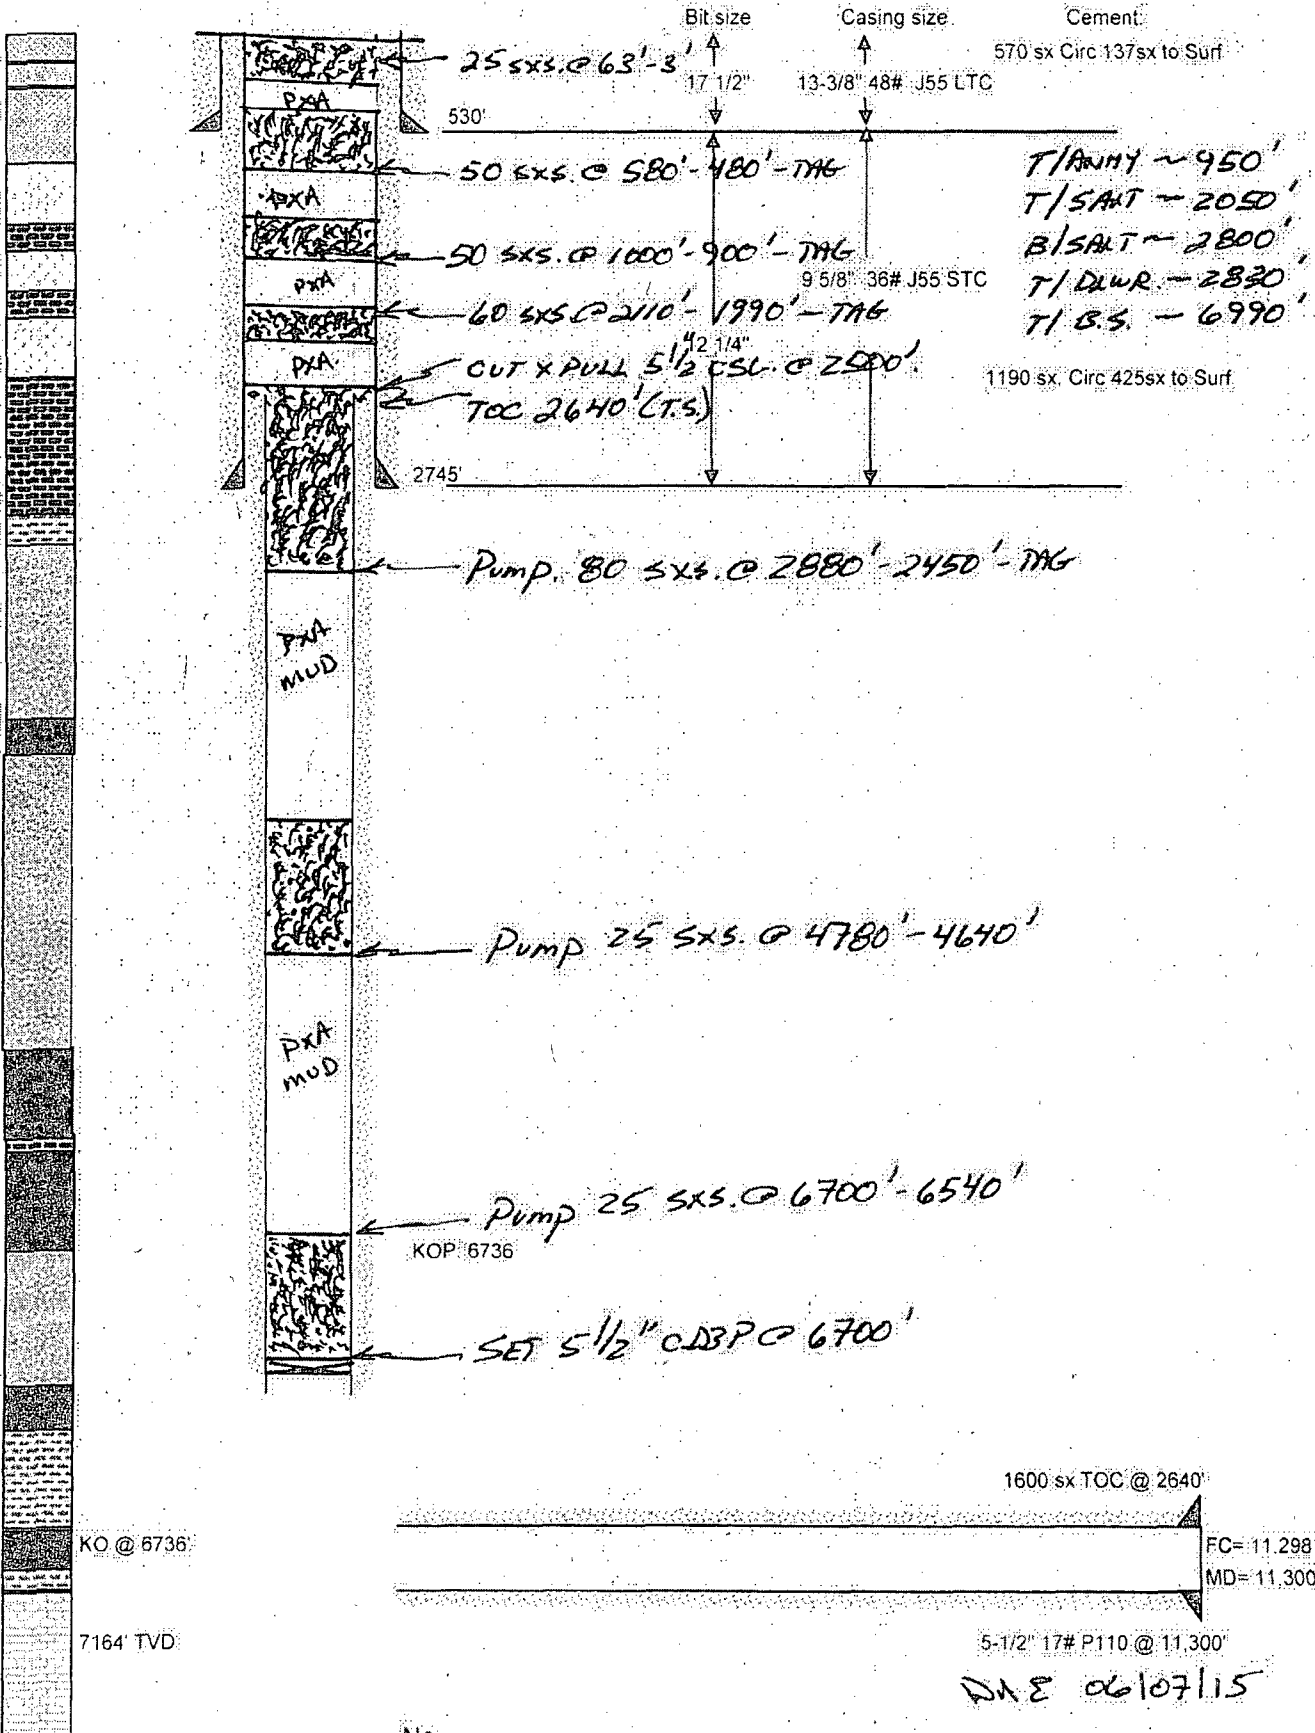 Bit size Casing size Cement:
25 sxs. @ 63'-3'
17 1/2" 13-3/8" 48# J55 LTC
570 sx Circ 137sx to Surf
PXA
530'
50 sxs. @ 580'-480'-TAG
T/ANHY ~ 950'
PXA
T/SALT - 2050'
50 sxs. @ 1000'-900'-TAG
B/SALT ~ 2800'
9 5/8" 36# J55 STC
PXA
T/DLWR. - 2830'
60 sxs @ 2110'-1990'-TAG
T/ B.S. - 6990'
12 1/4"
PXA
CUT X PULL 5 1/2 CSG. @ 2500'
1190 sx. Circ 425sx to Surf
TOC 2640' (T.S.)
2745'
Pump. 80 sxs. @ 2880'-2450'-TAG
PXA
MUD
Pump 25 sxs. @ 4780'-4640'
PXA
MUD
Pump 25 sxs. @ 6700'-6540'
KOP 6736
SET 5 1/2" CIBP @ 6700'
1600 sx TOC @ 2640'
KO @ 6736'
FC= 11,298
MD= 11,300
7164' TVD
5-1/2" 17# P110 @ 11,300'
DAE 06/07/15